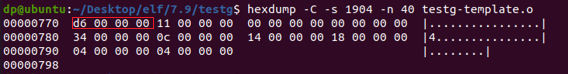 dp@ubuntu:~/Desktop/elf/7.9/testg$ hexdump -C -s 1904 -n 40 testg-template.o
00000770  d6 00 00 00 11 00 00 00  00 00 00 00 00 00 00 00  |................|
00000780  34 00 00 00 0c 00 00 00  14 00 00 00 18 00 00 00  |4...............|
00000790  04 00 00 00 04 00 00 00                           |........|
00000798